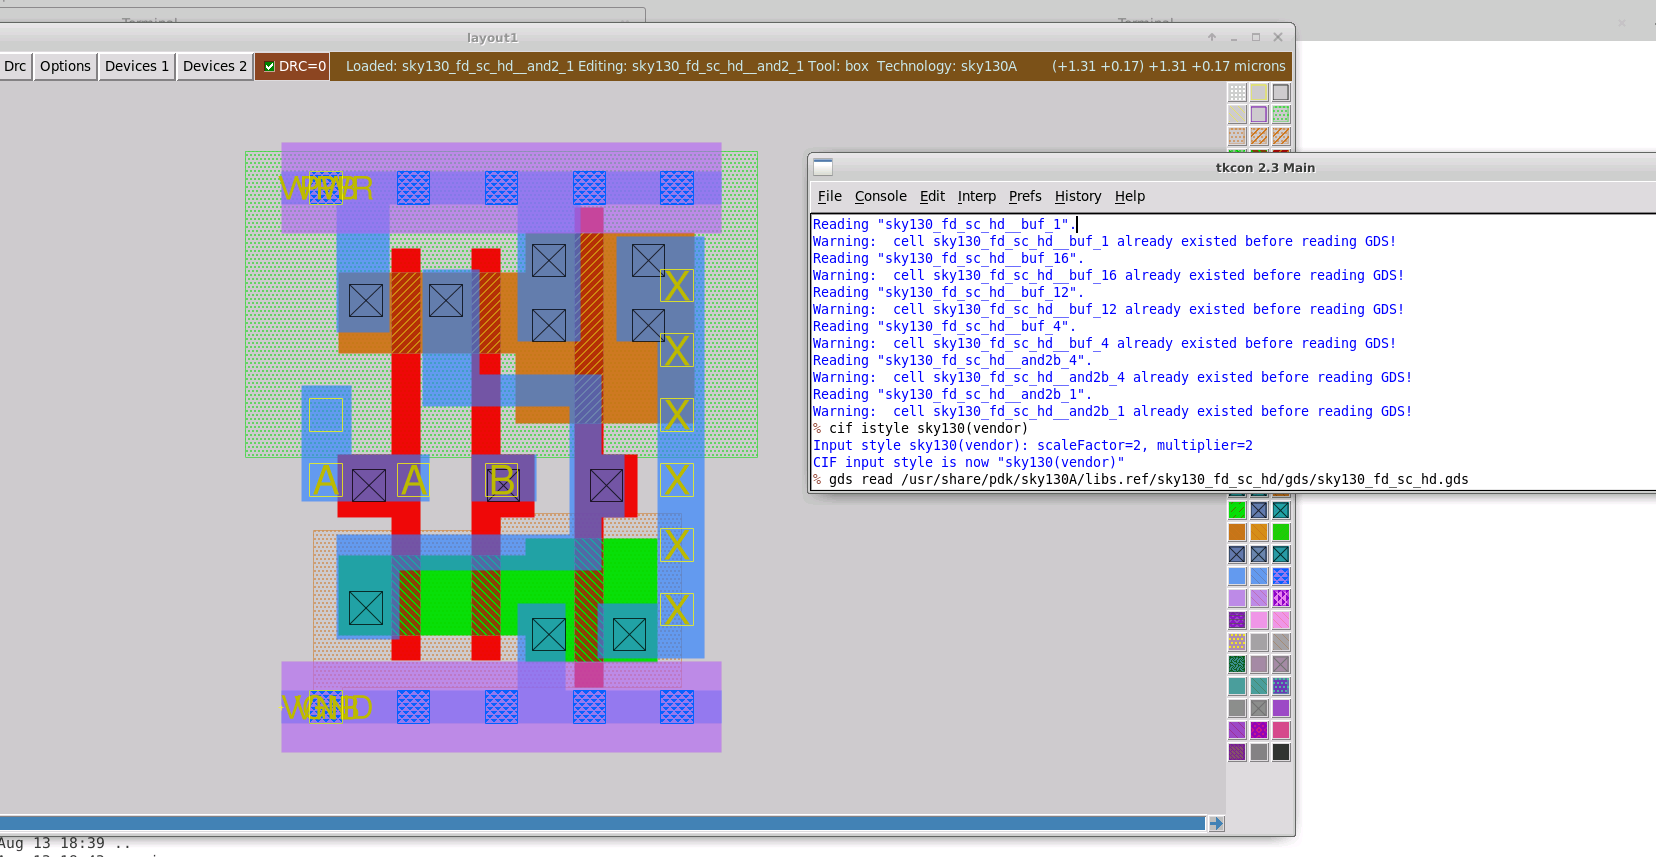 Terminal
Terminal
layout1
Drc Options Devices 1 Devices 2 DRC=0 Loaded: sky130_fd_sc_hd__and2_1 Editing: sky130_fd_sc_hd__and2_1 Tool: box Technology: sky130A (+1.31 +0.17) +1.31 +0.17 microns
tkcon 2.3 Main
File Console Edit Interp Prefs History Help
Reading "sky130_fd_sc_hd__buf_1".
Warning:  cell sky130_fd_sc_hd__buf_1 already existed before reading GDS!
Reading "sky130_fd_sc_hd__buf_16".
Warning:  cell sky130_fd_sc_hd__buf_16 already existed before reading GDS!
Reading "sky130_fd_sc_hd__buf_12".
Warning:  cell sky130_fd_sc_hd__buf_12 already existed before reading GDS!
Reading "sky130_fd_sc_hd__buf_4".
Warning:  cell sky130_fd_sc_hd__buf_4 already existed before reading GDS!
Reading "sky130_fd_sc_hd__and2b_4".
Warning:  cell sky130_fd_sc_hd__and2b_4 already existed before reading GDS!
Reading "sky130_fd_sc_hd__and2b_1".
Warning:  cell sky130_fd_sc_hd__and2b_1 already existed before reading GDS!
% cif istyle sky130(vendor)
Input style sky130(vendor): scaleFactor=2, multiplier=2
CIF input style is now "sky130(vendor)"
% gds read /usr/share/pdk/sky130A/libs.ref/sky130_fd_sc_hd/gds/sky130_fd_sc_hd.gds
X
X
X
A A B X
X
X
Aug 13 18:39 ..